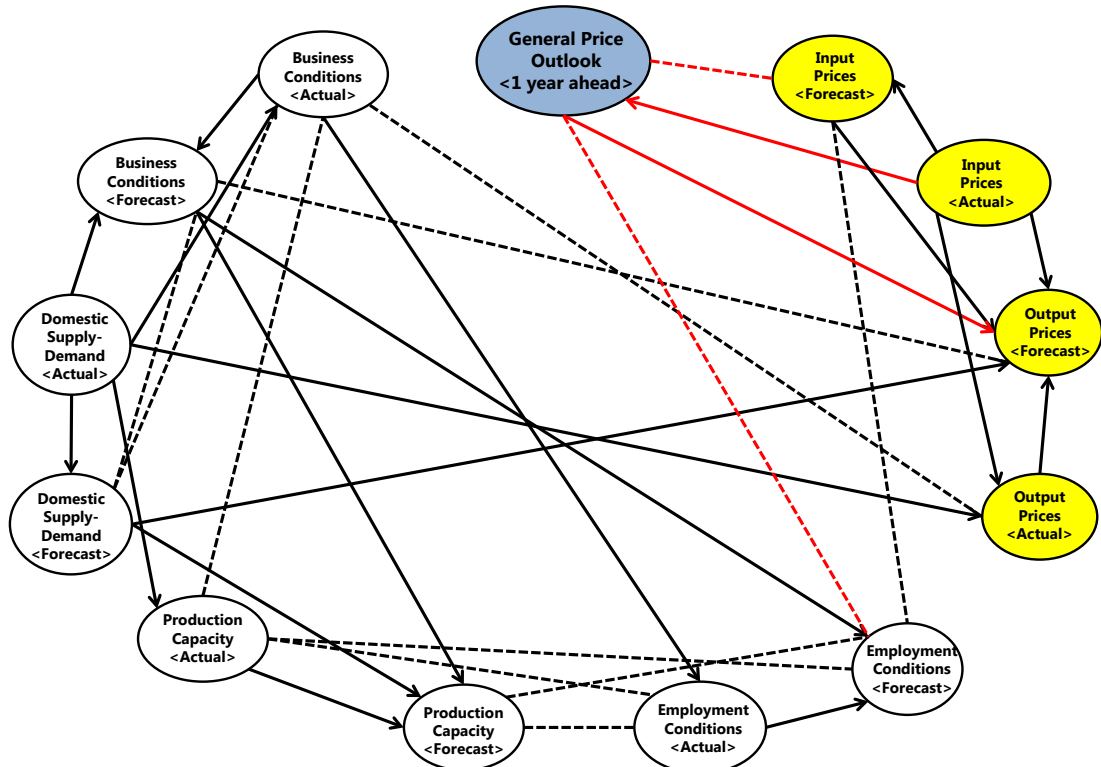 General Price
Outlook
<1 year ahead>
Business
Conditions
<Actual>
Input
Prices
<Forecast>
Business
Conditions
<Forecast>
Input
Prices
<Actual>
Domestic
Supply-
Demand
<Actual>
Output
Prices
<Forecast>
Domestic
Supply-
Demand
<Forecast>
Output
Prices
<Actual>
Production
Capacity
<Actual>
Employment
Conditions
<Forecast>
Production
Capacity
<Forecast>
Employment
Conditions
<Actual>